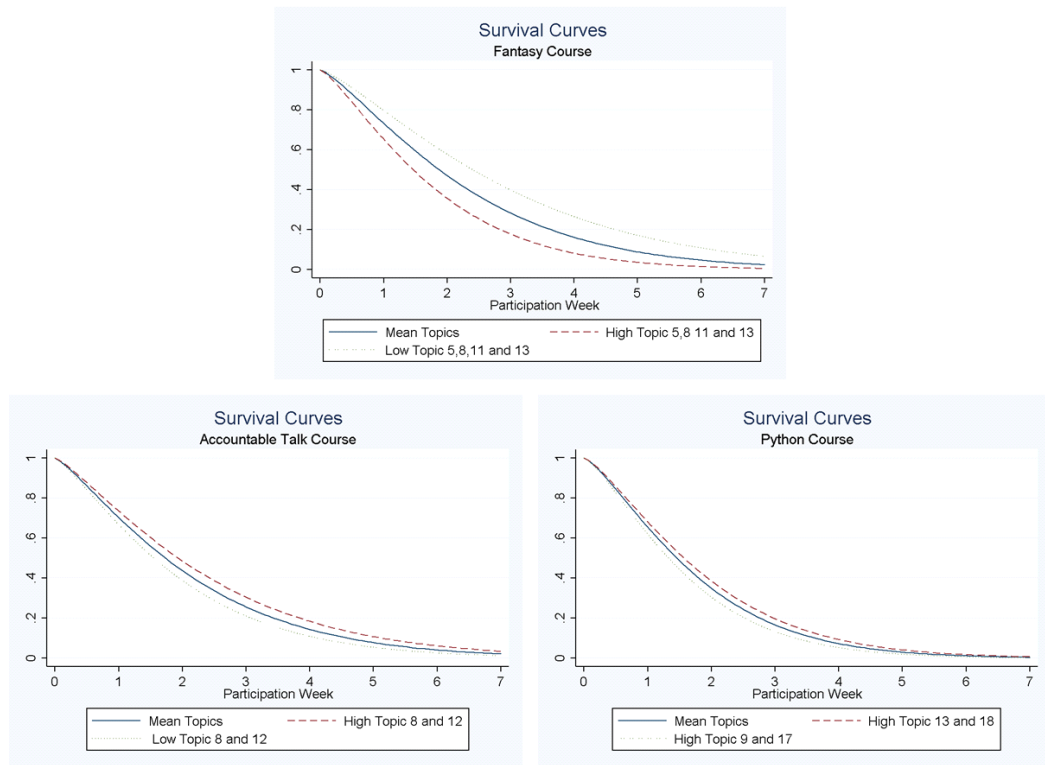 Survival Curves
Fantasy Course
1
.8
.6
.4
.2
0
0 1 2 3 4 5 6 7
Participation Week
Mean Topics
High Topic 5,8 11 and 13
Low Topic 5,8,11 and 13
Survival Curves
Accountable Talk Course
1
.8
.6
.4
.2
0
0 1 2 3 4 5 6 7
Participation Week
Mean Topics
High Topic 8 and 12
Low Topic 8 and 12
Survival Curves
Python Course
1
.8
.6
.4
.2
0
0 1 2 3 4 5 6 7
Participation Week
Mean Topics
High Topic 13 and 18
High Topic 9 and 17